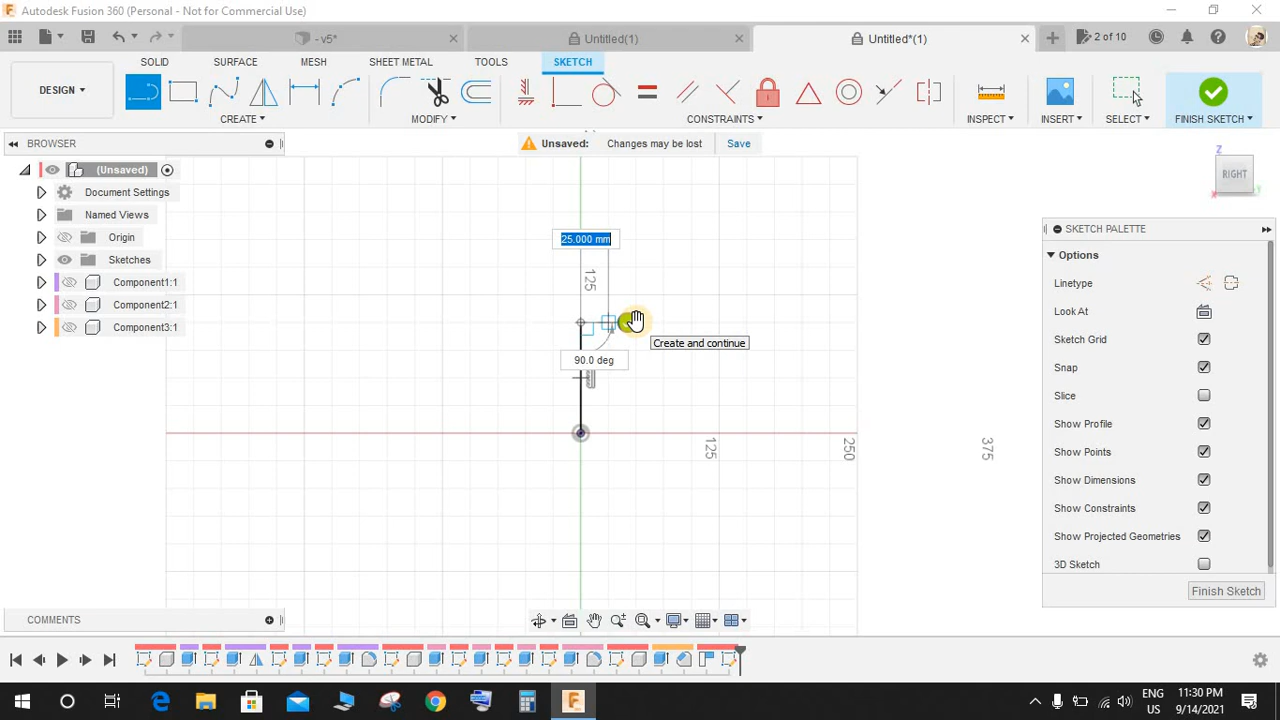 Autodesk Fusion 360 (Personal - Not for Commercial Use)
- v5*
Untitled(1)
Untitled*(1)
2 of 10
SOLID
SURFACE
MESH
SHEET METAL
TOOLS
SKETCH
DESIGN
CREATE
MODIFY
CONSTRAINTS
INSPECT
INSERT
SELECT
FINISH SKETCH
BROWSER
Unsaved: Changes may be lost Save
(Unsaved)
Document Settings
Named Views
Origin
Sketches
Component1:1
Component2:1
Component3:1
Z
RIGHT
SKETCH PALETTE
Options
Linetype
Look At
Sketch Grid
Snap
Slice
Show Profile
Show Points
Show Dimensions
Show Constraints
Show Projected Geometries
3D Sketch
Finish Sketch
25.000 mm
125
Create and continue
90.0 deg
125
250
375
COMMENTS
ENG
US
11:30 PM
9/14/2021